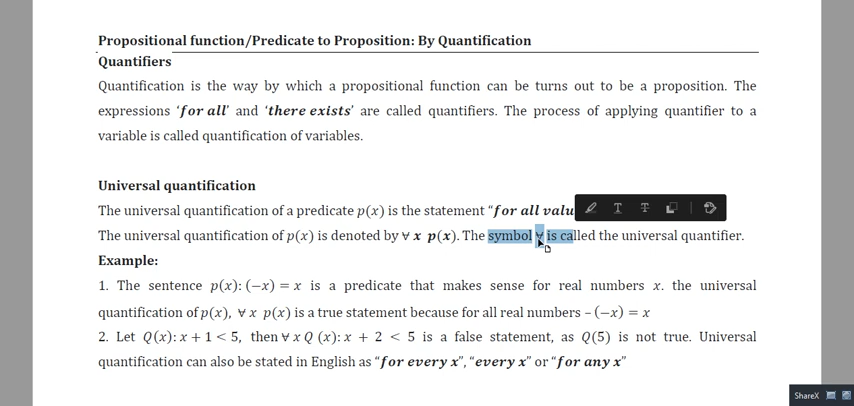 Propositional function/Predicate to Proposition: By Quantification
Quantifiers
Quantification is the way by which a propositional function can be turns out to be a proposition. The
expressions ‘for all’ and ‘there exists’ are called quantifiers. The process of applying quantifier to a
variable is called quantification of variables.
Universal quantification
The universal quantification of a predicate p(x) is the statement “for all valu
The universal quantification of p(x) is denoted by ∀ x p(x). The symbol ∀ is called the universal quantifier.
Example:
1. The sentence p(x): (−x) = x is a predicate that makes sense for real numbers x. the universal
quantification of p(x), ∀ x p(x) is a true statement because for all real numbers – (−x) = x
2. Let Q(x): x + 1 < 5, then ∀ x Q (x): x + 2 < 5 is a false statement, as Q(5) is not true. Universal
quantification can also be stated in English as “for every x”, “every x” or “for any x”
ShareX